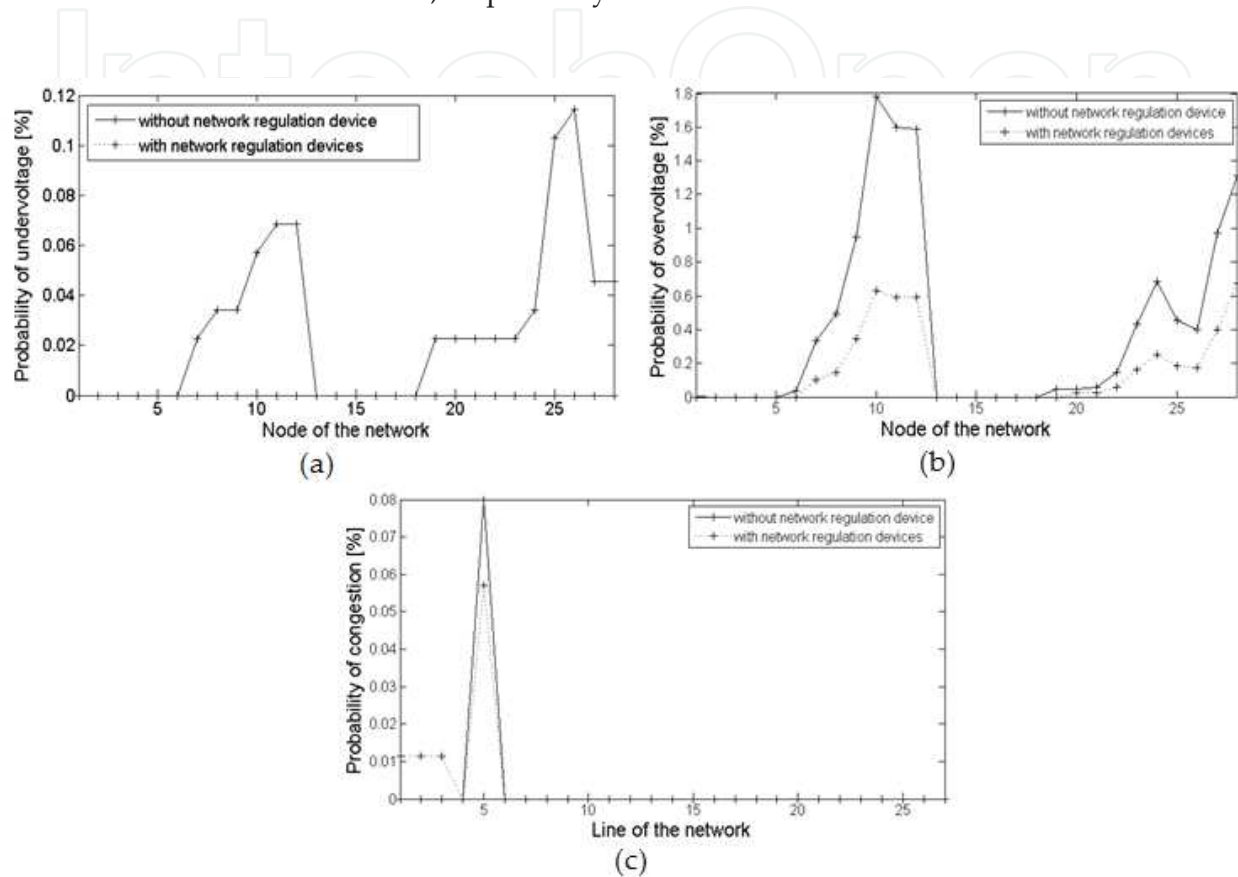 IntechOpen
0.12
0.1
0.08
0.06
0.04
0.02
0
without network regulation device
with network regulation devices
Probability of undervoltage [%]
5
10
15
20
25
Node of the network
(a)
1.8
1.6
1.4
1.2
1
0.8
0.6
0.4
0.2
0
without network regulation device
with network regulation devices
Probability of overvoltage [%]
5
10
15
20
25
Node of the network
(b)
0.08
0.07
0.06
0.05
0.04
0.03
0.02
0.01
0
without network regulation device
with network regulation devices
Probability of congestion [%]
5
10
15
20
25
Line of the network
(c)